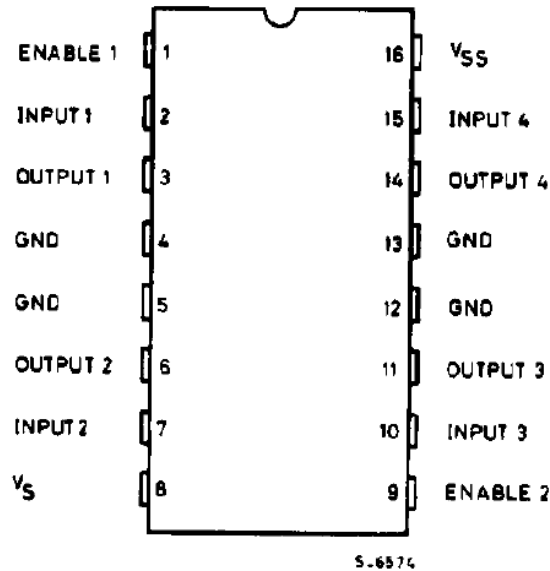 ENABLE 1 1 16 VSS
INPUT 1 2 15 INPUT 4
OUTPUT 1 3 14 OUTPUT 4
GND 4 13 GND
GND 5 12 GND
OUTPUT 2 6 11 OUTPUT 3
INPUT 2 7 10 INPUT 3
VS 8 9 ENABLE 2
S-6574